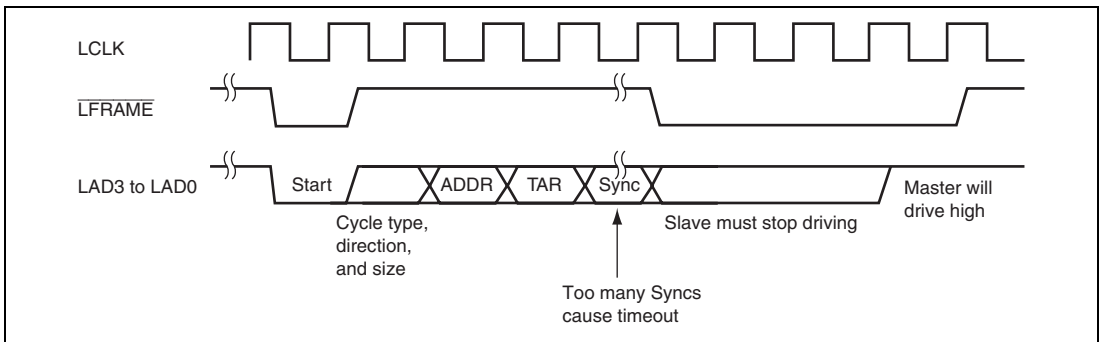 LCLK
LFRAME
LAD3 to LAD0
Start
ADDR
TAR
Sync
Cycle type,
direction,
and size
Slave must stop driving
Master will
drive high
Too many Syncs
cause timeout